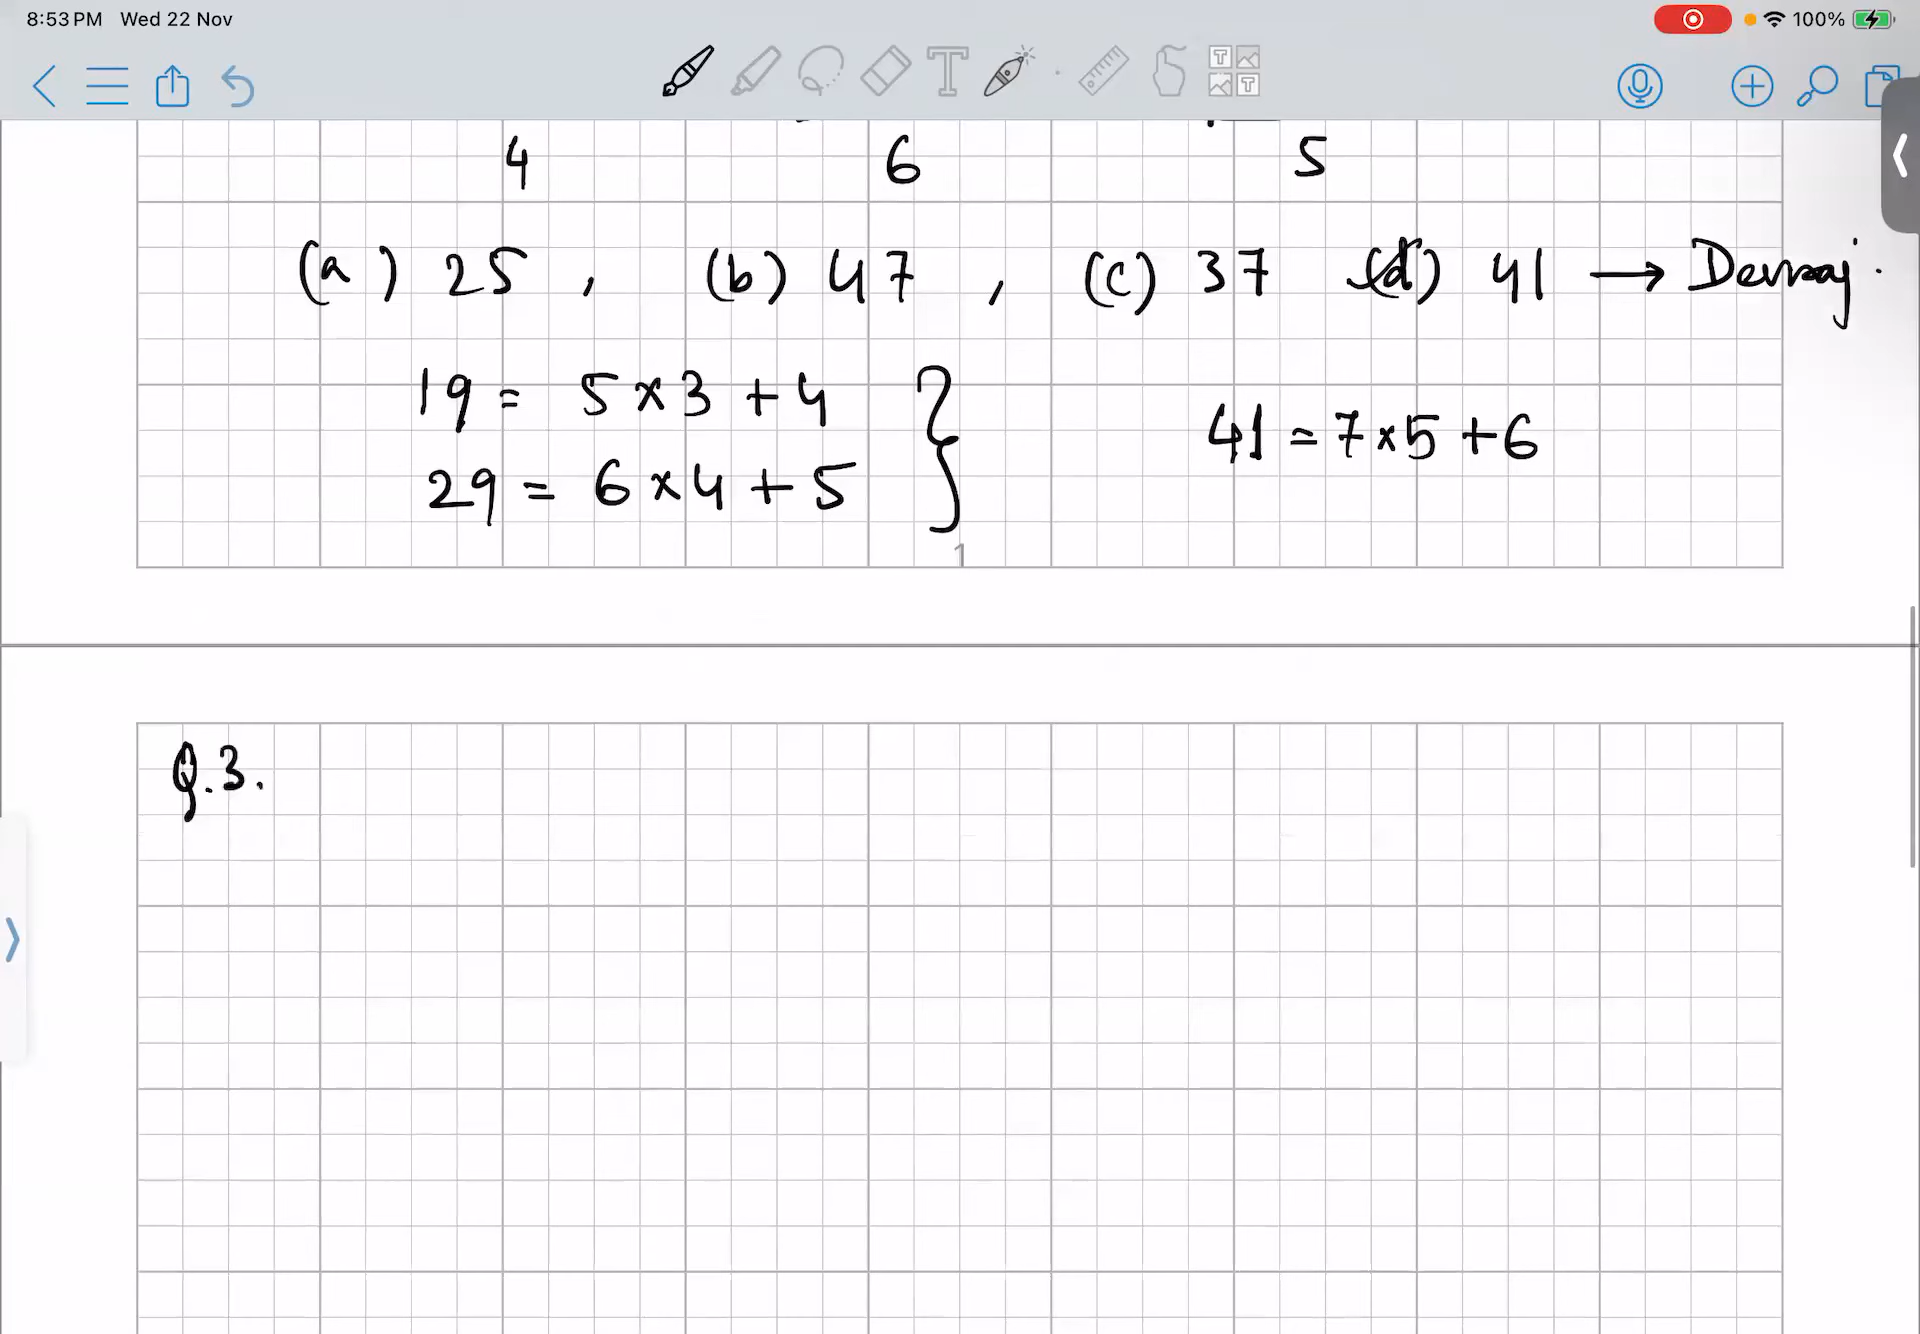 8:53 PM Wed 22 Nov 100%
4 6 5
(a) 25 , (b) 47 , (c) 37 (d) 41 → Devraj.
19 = 5 × 3 + 4
41 = 7 × 5 + 6
29 = 6 × 4 + 5
1
Q.3.